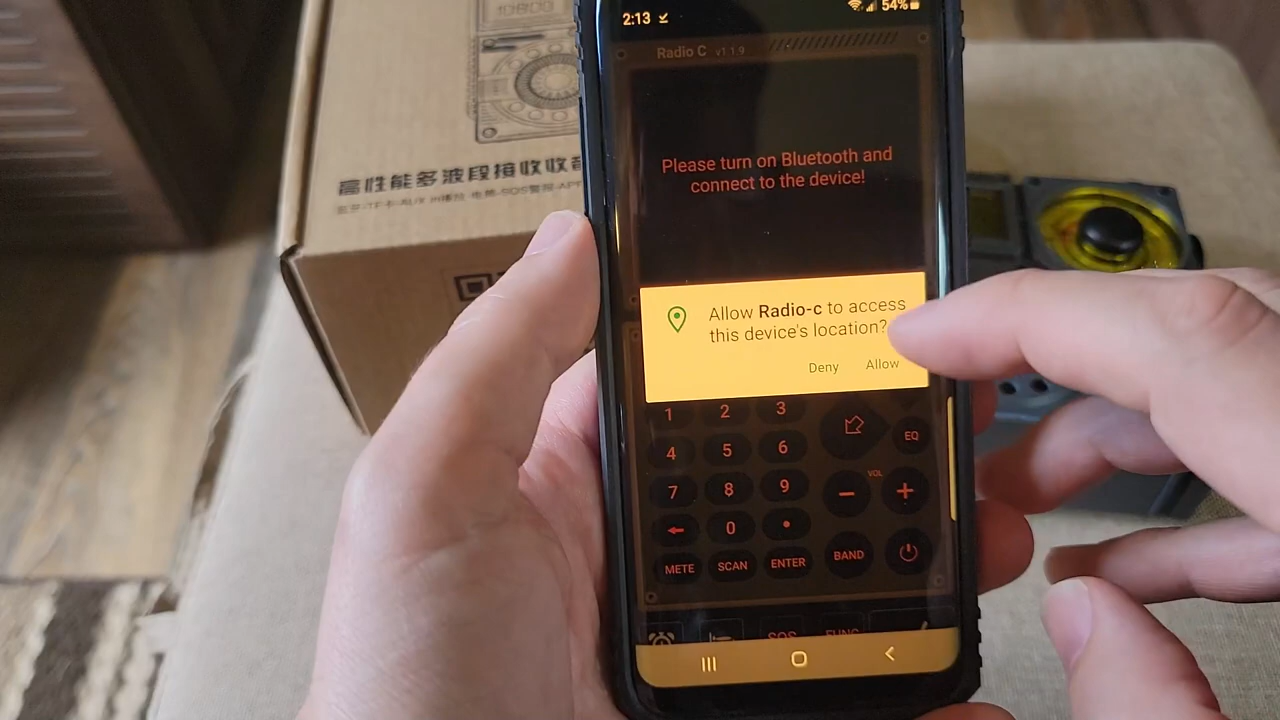 2:13
54%
Radio C v1.1.9
Please turn on Bluetooth and
connect to the device!
Allow Radio-c to access
this device's location?
Deny Allow
1 2 3
4 5 6 EQ
7 8 9 − VOL +
← 0 •
METE SCAN ENTER BAND
SOS FUNC
高性能多波段接收